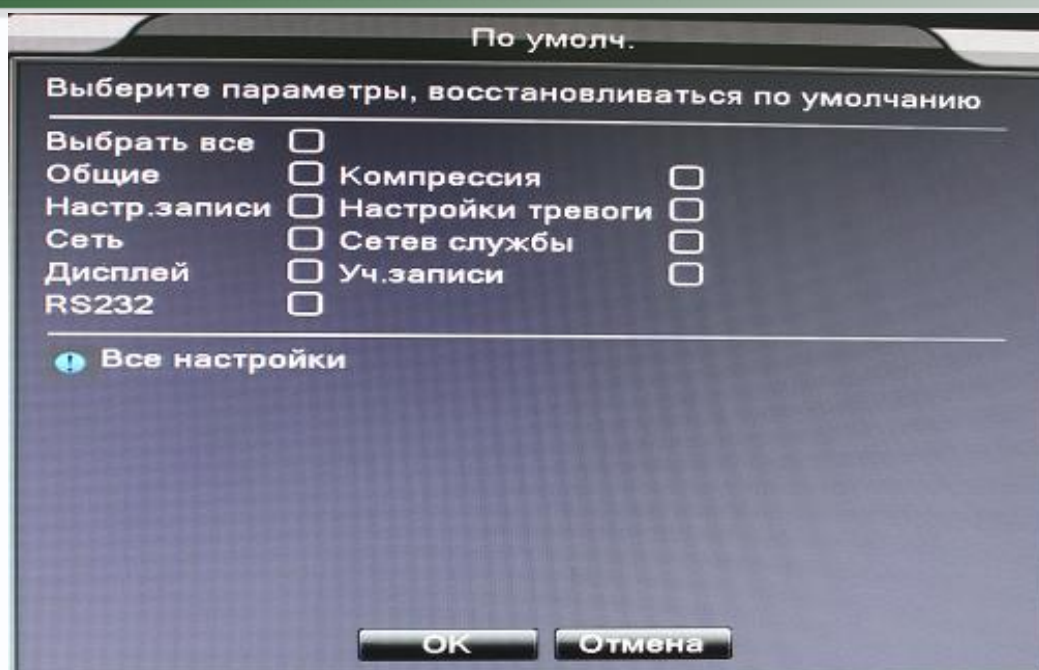 По умолч.
Выберите параметры, восстановливаться по умолчанию
Выбрать все
Общие Компрессия
Настр.записи Настройки тревоги
Сеть Сетев службы
Дисплей Уч.записи
RS232
Все настройки
OK Отмена